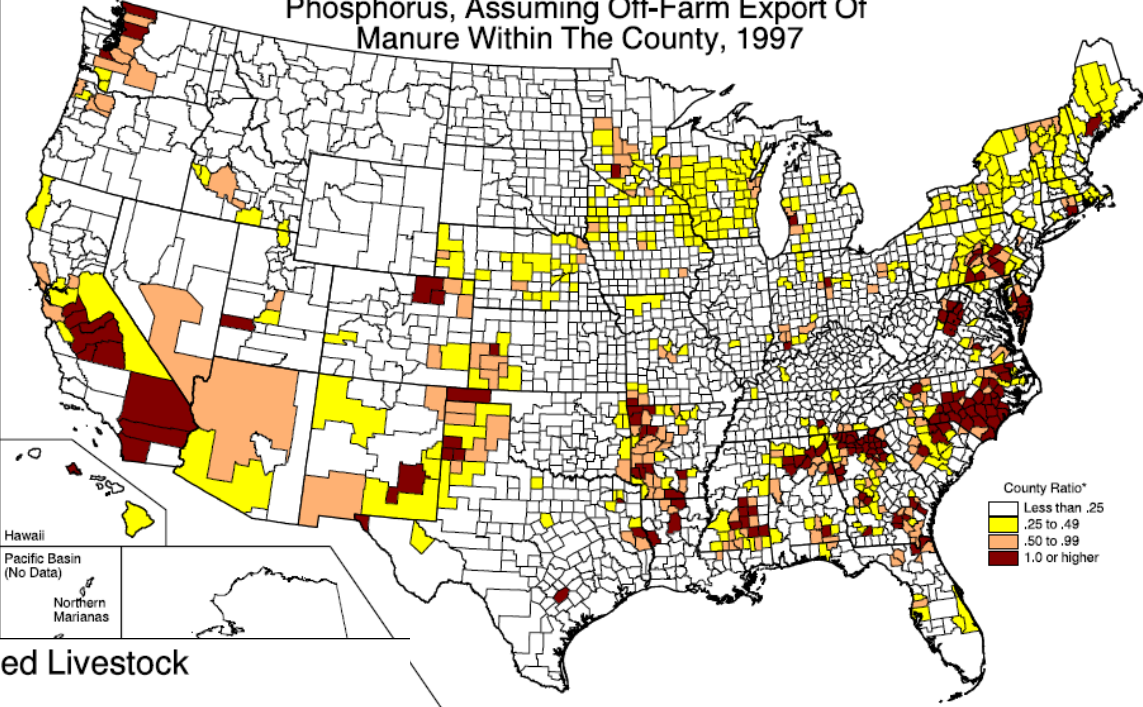 Phosphorus, Assuming Off-Farm Export Of
Manure Within The County, 1997
County Ratio*
Less than .25
.25 to .49
.50 to .99
1.0 or higher
Hawaii
Pacific Basin
(No Data)
Northern
Marianas
ed Livestock